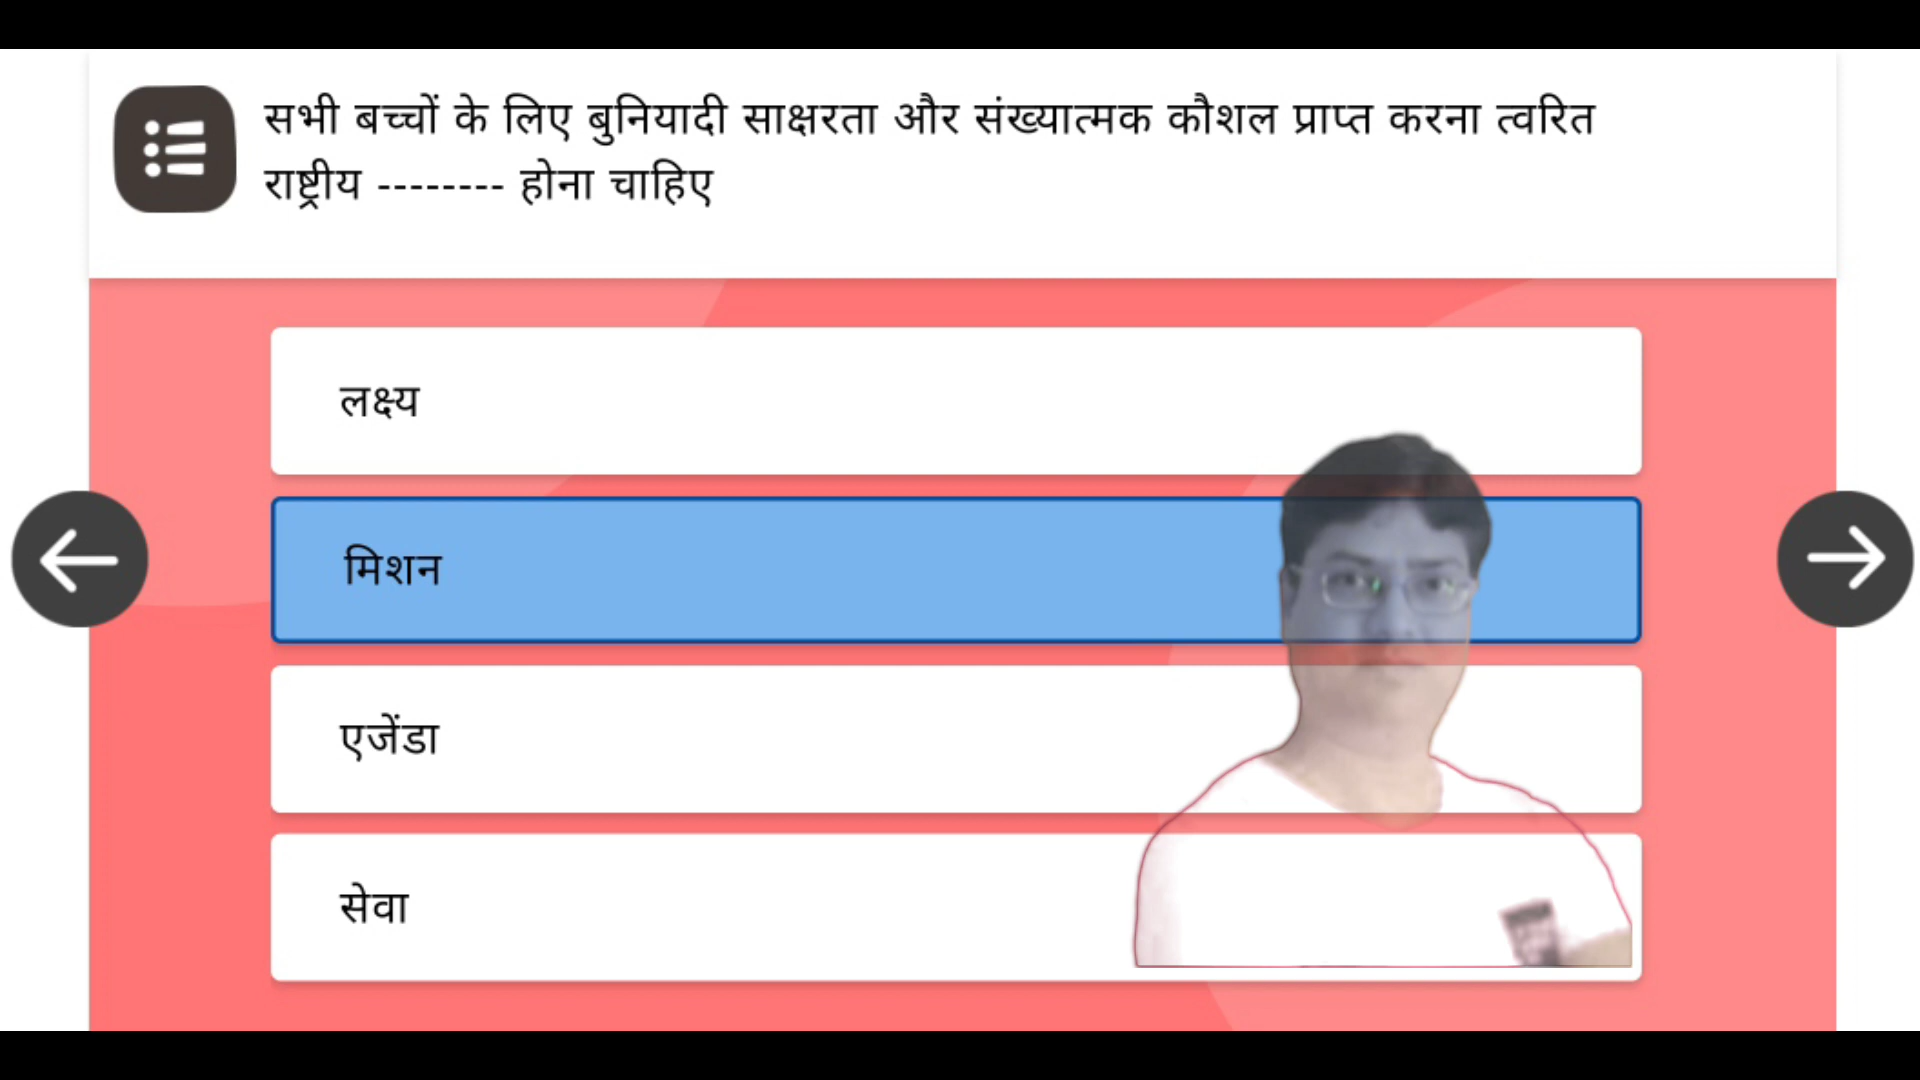 सभी बच्चों के लिए बुनियादी साक्षरता और संख्यात्मक कौशल प्राप्त करना त्वरित
राष्ट्रीय -------- होना चाहिए
लक्ष्य
मिशन
एजेंडा
सेवा